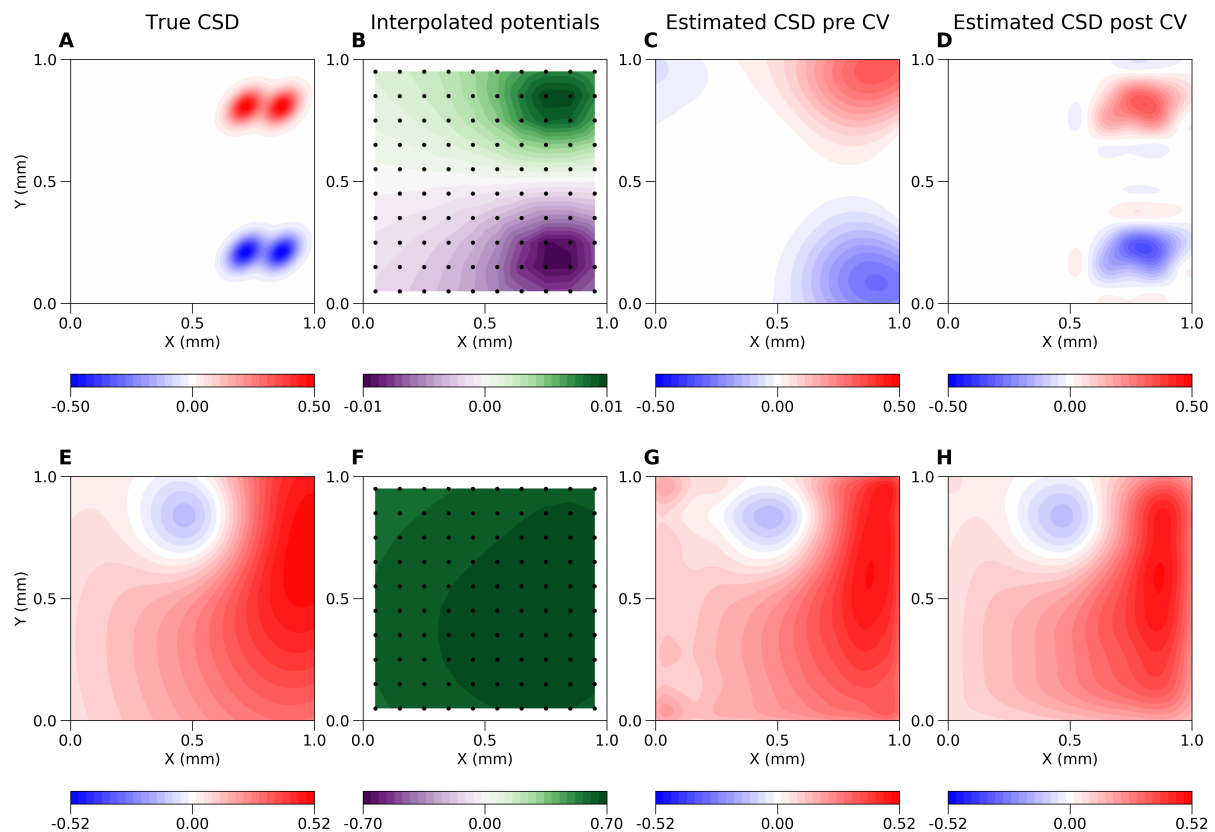 True CSD Interpolated potentials Estimated CSD pre CV Estimated CSD post CV
A B C D
1.0 1.0 1.0 1.0
Y (mm)
0.5 0.5 0.5 0.5
0.0 0.0 0.0 0.0
0.0 0.5 1.0 0.0 0.5 1.0 0.0 0.5 1.0 0.0 0.5 1.0
X (mm) X (mm) X (mm) X (mm)
-0.50 0.00 0.50 -0.01 0.00 0.01 -0.50 0.00 0.50 -0.50 0.00 0.50
E F G H
1.0 1.0 1.0 1.0
Y (mm)
0.5 0.5 0.5 0.5
0.0 0.0 0.0 0.0
0.0 0.5 1.0 0.0 0.5 1.0 0.0 0.5 1.0 0.0 0.5 1.0
X (mm) X (mm) X (mm) X (mm)
-0.52 0.00 0.52 -0.70 0.00 0.70 -0.52 0.00 0.52 -0.52 0.00 0.52